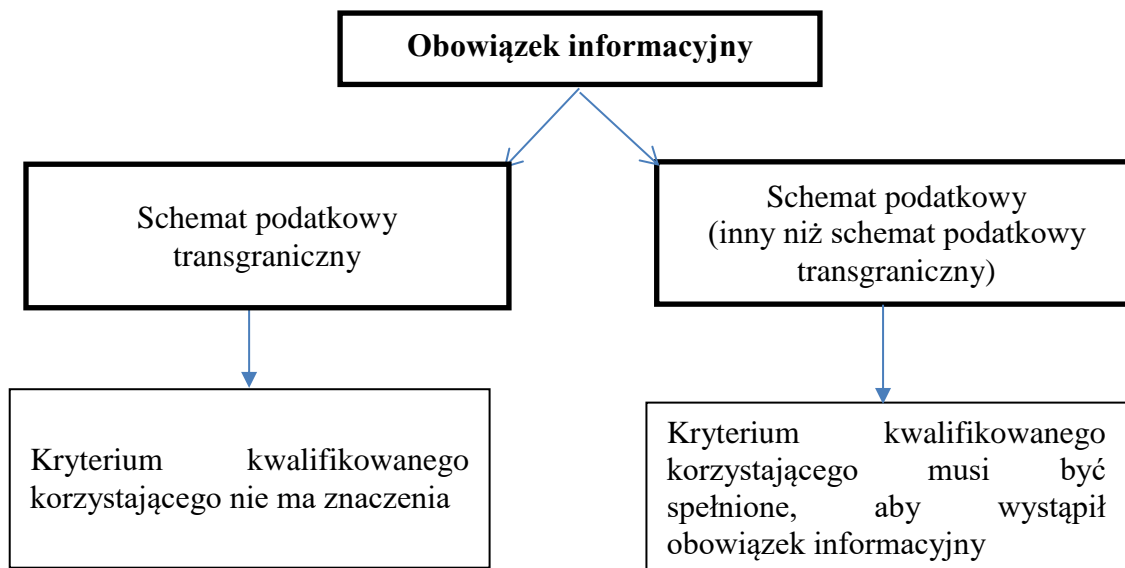 Obowiązek informacyjny
Schemat podatkowy
transgraniczny
Schemat podatkowy
(inny niż schemat podatkowy
transgraniczny)
Kryterium kwalifikowanego
korzystającego nie ma znaczenia
Kryterium kwalifikowanego
korzystającego musi być
spełnione, aby wystąpił
obowiązek informacyjny